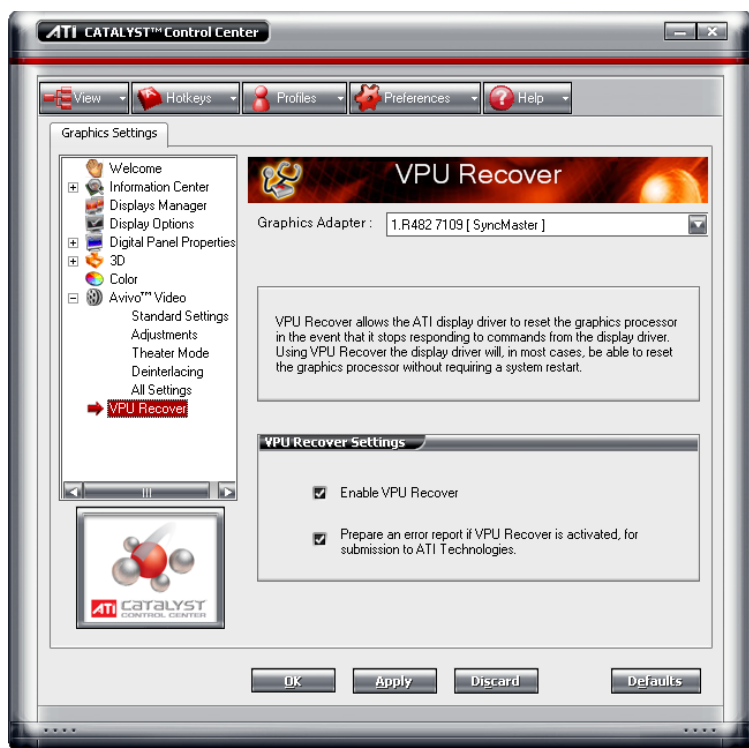 ATI CATALYST™ Control Center
View
Hotkeys
Profiles
Preferences
Help
Graphics Settings
Welcome
Information Center
Displays Manager
Display Options
Digital Panel Properties
3D
Color
Avivo™ Video
Standard Settings
Adjustments
Theater Mode
Deinterlacing
All Settings
VPU Recover
ATI CATALYST
CONTROL CENTER
VPU Recover
Graphics Adapter : 1.R482 7109 [ SyncMaster ]
VPU Recover allows the ATI display driver to reset the graphics processor
in the event that it stops responding to commands from the display driver.
Using VPU Recover the display driver will, in most cases, be able to reset
the graphics processor without requiring a system restart.
VPU Recover Settings
Enable VPU Recover
Prepare an error report if VPU Recover is activated, for
submission to ATI Technologies.
OK
Apply
Discard
Defaults